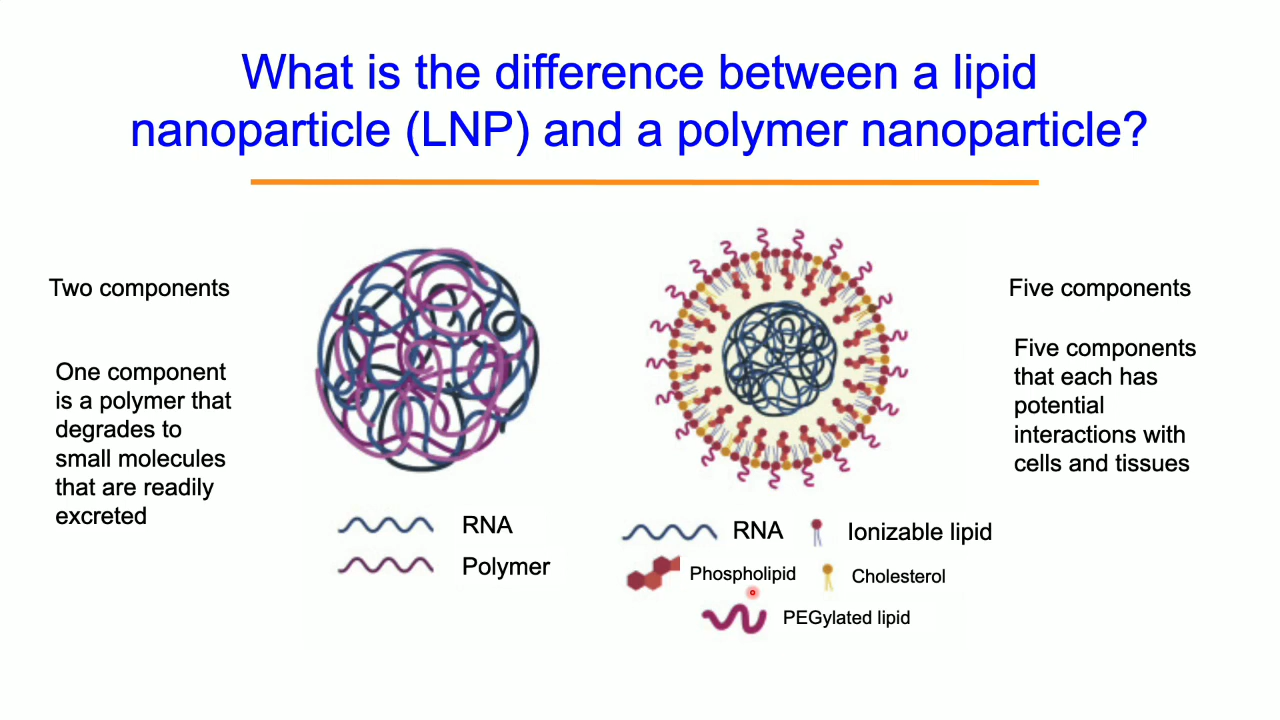 What is the difference between a lipid
nanoparticle (LNP) and a polymer nanoparticle?
Two components
One component
is a polymer that
degrades to
small molecules
that are readily
excreted
RNA
Polymer
Five components
Five components
that each has
potential
interactions with
cells and tissues
RNA
Ionizable lipid
Phospholipid
Cholesterol
PEGylated lipid